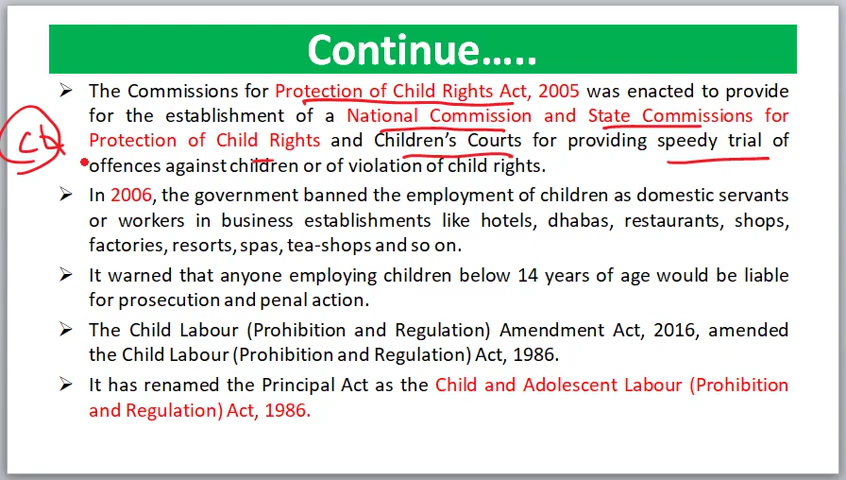 Continue…..
➢ The Commissions for Protection of Child Rights Act, 2005 was enacted to provide
for the establishment of a National Commission and State Commissions for
Protection of Child Rights and Children's Courts for providing speedy trial of
offences against children or of violation of child rights.
➢ In 2006, the government banned the employment of children as domestic servants
or workers in business establishments like hotels, dhabas, restaurants, shops,
factories, resorts, spas, tea-shops and so on.
➢ It warned that anyone employing children below 14 years of age would be liable
for prosecution and penal action.
➢ The Child Labour (Prohibition and Regulation) Amendment Act, 2016, amended
the Child Labour (Prohibition and Regulation) Act, 1986.
➢ It has renamed the Principal Act as the Child and Adolescent Labour (Prohibition
and Regulation) Act, 1986.